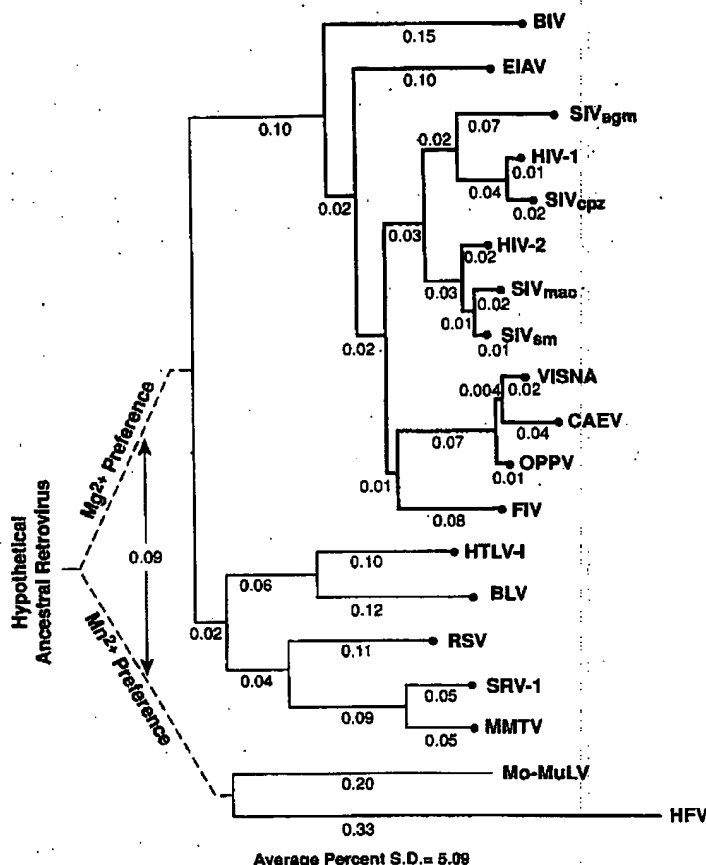 0.15
BIV
0.10
EIAV
0.10
0.07
SIVagm
0.02
HIV-1
0.01
0.04
SIVcpz
0.02
0.02
0.03
HIV-2
0.02
0.03
SIVmac
0.02
0.01
SIVsm
0.01
0.02
VISNA
0.004
0.02
CAEV
0.04
0.07
OPPV
0.01
0.01
FIV
0.08
Mg2+ Preference
Hypothetical
Ancestral Retrovirus
0.09
Mn2+ Preference
HTLV-I
0.10
0.06
BLV
0.12
0.02
RSV
0.11
0.04
SRV-1
0.05
0.09
MMTV
0.05
Mo-MuLV
0.20
HFV
0.33
Average Percent S.D.= 5.09